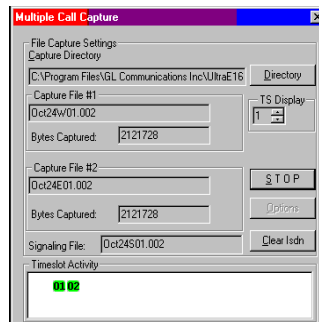 Multiple Call Capture
File Capture Settings
Capture Directory
C:\Program Files\GL Communications Inc\UltraE16
Directory
Capture File #1
TS Display
Oct24W01.002
1
Bytes Captured: 2121728
Capture File #2
Oct24E01.002
S T O P
Bytes Captured: 2121728
Options
Signaling File: Oct24S01.002
Clear Isdn
Timeslot Activity
01 02